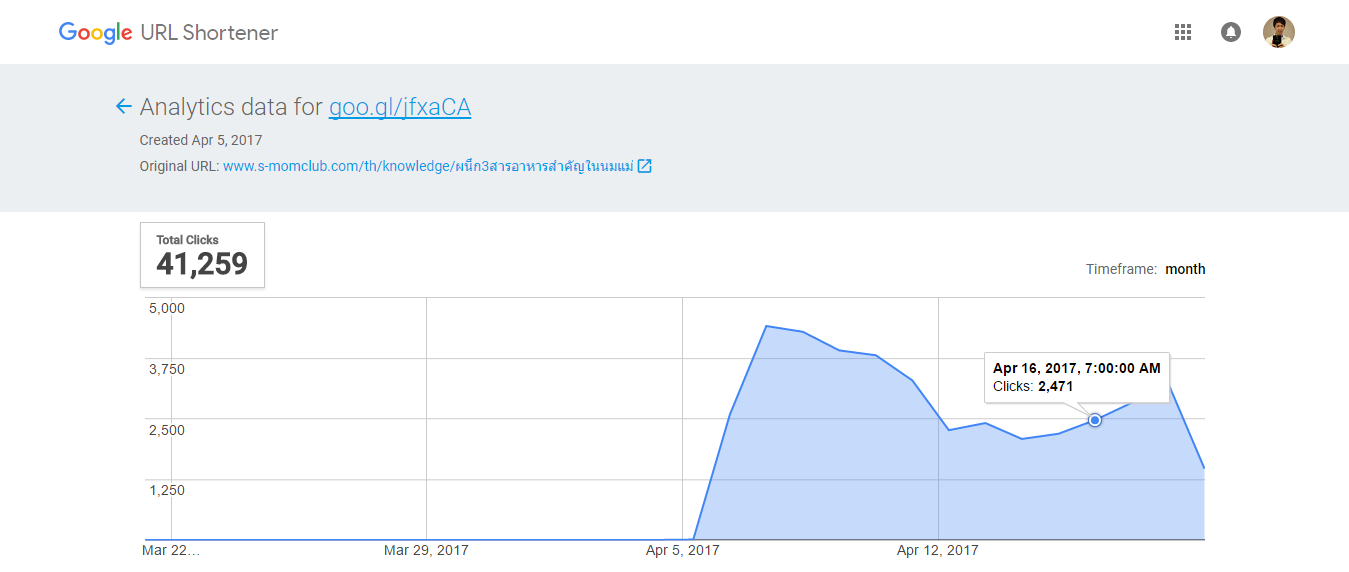 Google URL Shortener
Analytics data for goo.gl/jfxaCA
Created Apr 5, 2017
Original URL: www.s-momclub.com/th/knowledge/ผนึก3สารอาหารสำคัญในนมแม่
Total Clicks
41,259
Timeframe: month
5,000
3,750
2,500
1,250
Apr 16, 2017, 7:00:00 AM
Clicks: 2,471
Mar 22… Mar 29, 2017 Apr 5, 2017 Apr 12, 2017